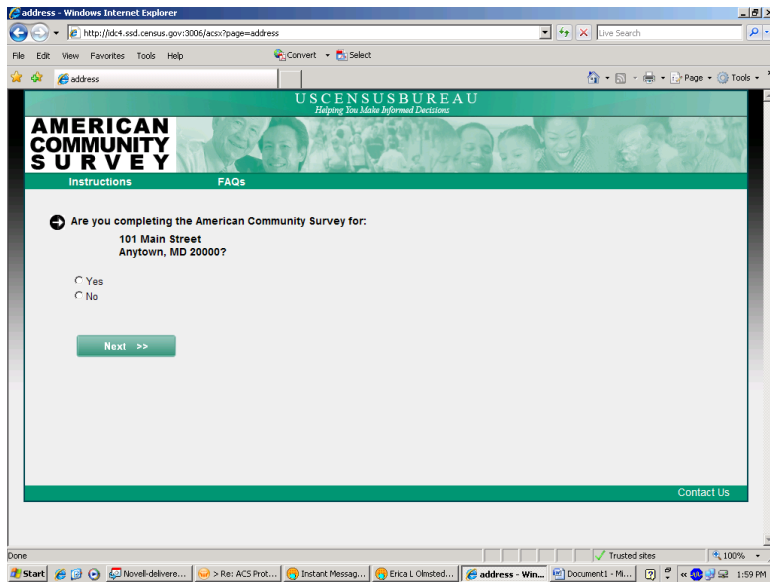 address - Windows Internet Explorer
http://idc4.ssd.census.gov:3006/acsx?page=address
Live Search
File Edit View Favorites Tools Help
Convert Select
address
Page Tools
USCENSUSBUREAU
Helping You Make Informed Decisions
AMERICAN
COMMUNITY
SURVEY
Instructions FAQs
Are you completing the American Community Survey for:
101 Main Street
Anytown, MD 20000?
Yes
No
Next >>
Contact Us
Done
Trusted sites
100%
Start
Novell-delivere...
> Re: ACS Prot...
Instant Messag...
Erica L Olmsted...
address - Win...
Document1 - Mi...
1:59 PM